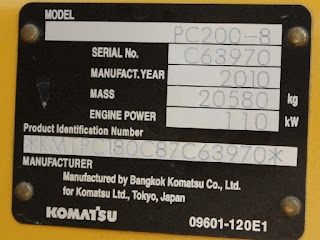 MODEL PC200-8
SERIAL No. C63970
MANUFACT.YEAR 2010
MASS 20580 kg
ENGINE POWER 110 kW
Product Identification Number
*KMTPC180C87C63970*
MANUFACTURER
Manufactured by Bangkok Komatsu Co., Ltd.
for Komatsu Ltd., Tokyo, Japan
KOMATSU 09601-120E1